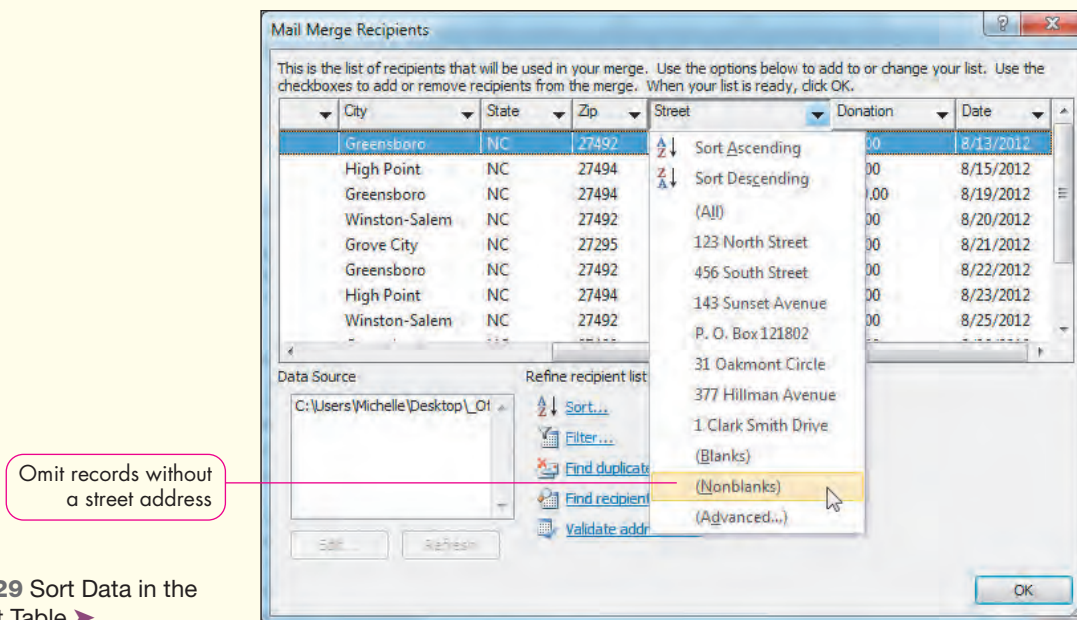 Mail Merge Recipients
This is the list of recipients that will be used in your merge. Use the options below to add to or change your list. Use the
checkboxes to add or remove recipients from the merge. When your list is ready, click OK.
City State Zip Street Donation Date
Greensboro NC 27492 00 8/13/2012
High Point NC 27494 00 8/15/2012
Greensboro NC 27494 .00 8/19/2012
Winston-Salem NC 27492 00 8/20/2012
Grove City NC 27295 00 8/21/2012
Greensboro NC 27492 00 8/22/2012
High Point NC 27494 00 8/23/2012
Winston-Salem NC 27492 00 8/25/2012
Sort Ascending
Sort Descending
(All)
123 North Street
456 South Street
143 Sunset Avenue
P. O. Box 121802
31 Oakmont Circle
377 Hillman Avenue
1 Clark Smith Drive
(Blanks)
(Nonblanks)
(Advanced...)
Data Source
C:\Users\Michelle\Desktop\_Of
Edit... Refresh
Refine recipient list
Sort...
Filter...
Find duplicate
Find recipient
Validate addr
OK
Omit records without
a street address
29 Sort Data in the
t Table ➤